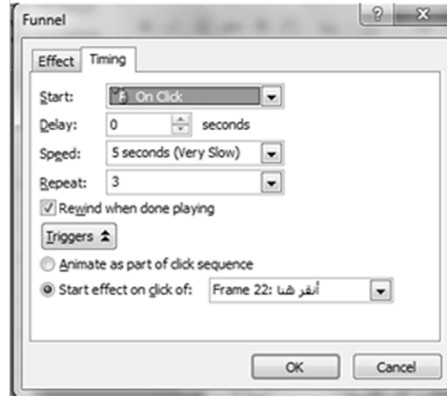 Funnel
Effect Timing
Start: On Click
Delay: 0 seconds
Speed: 5 seconds (Very Slow)
Repeat: 3
Rewind when done playing
Triggers
Animate as part of click sequence
Start effect on click of: Frame 22: أنقر هنا
OK Cancel